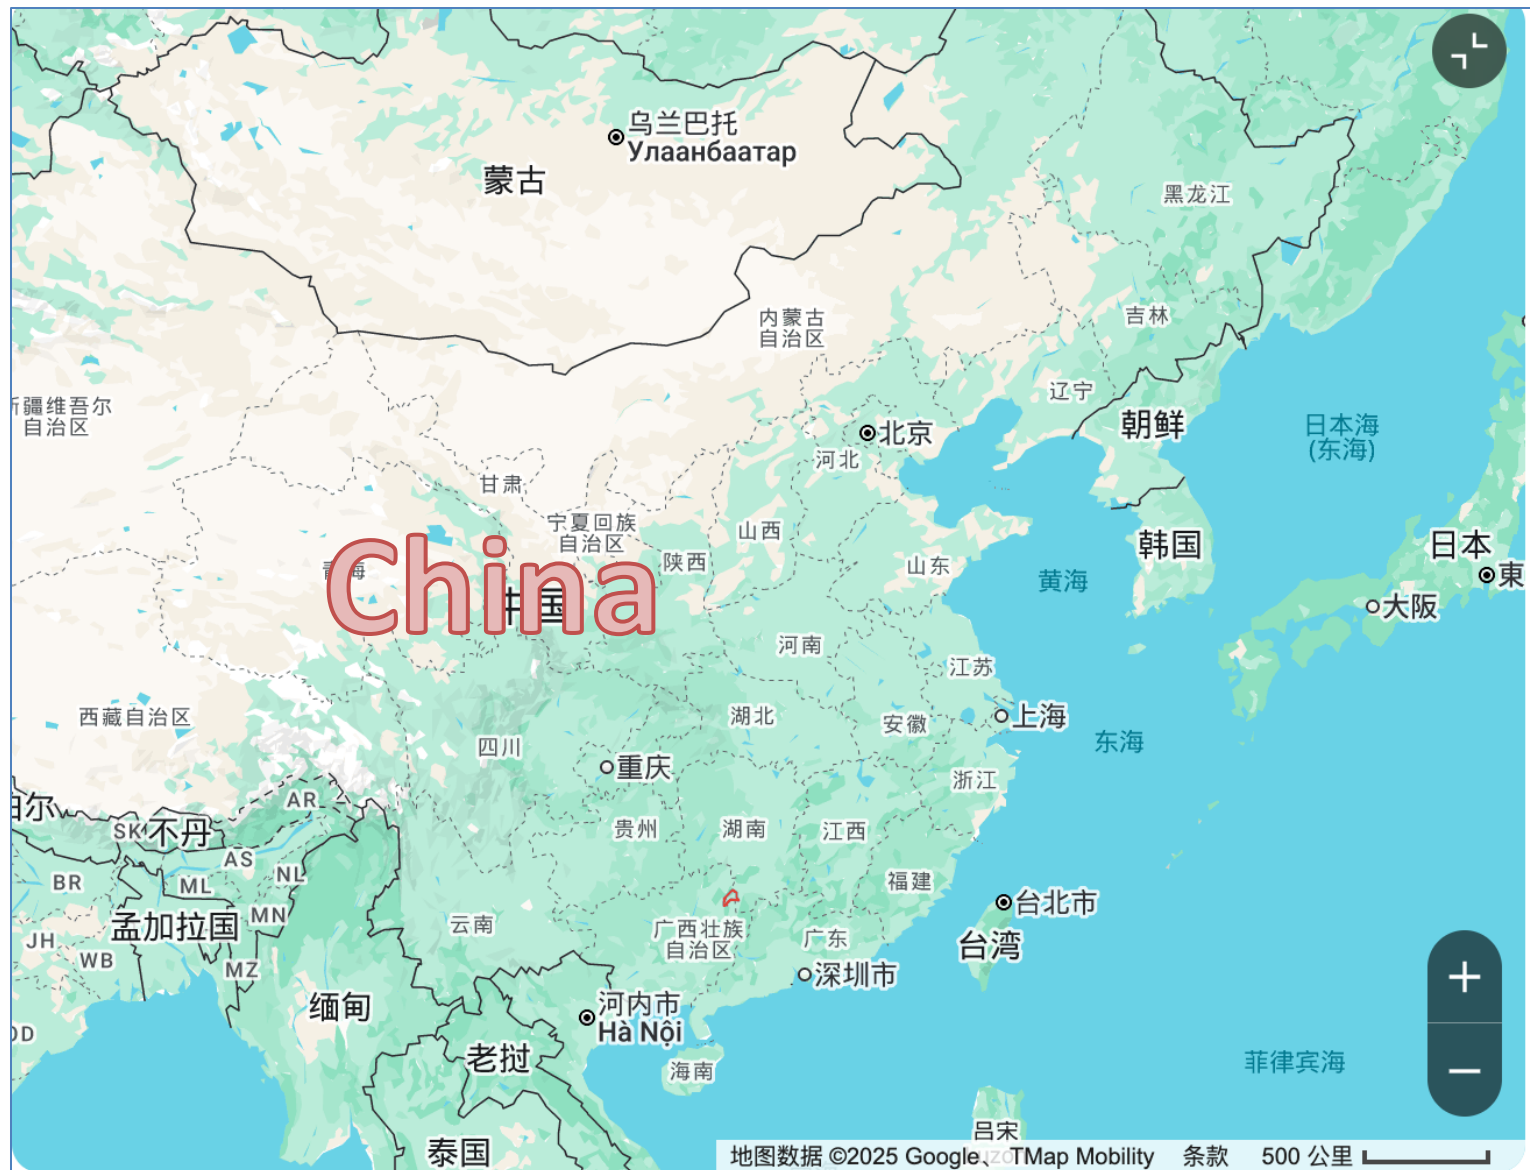 乌兰巴托
Улаанбаатар
蒙古
黑龙江
内蒙古
自治区
吉林
疆维吾尔
自治区
辽宁
朝鲜
日本海
(东海)
北京
河北
甘肃
宁夏回族
自治区
山西
陕西
山东
韩国
日本
東
黄海
大阪
China
青海
中国
河南
江苏
西藏自治区
湖北
安徽
上海
东海
四川
重庆
浙江
AR
尔
SK
不丹
贵州
湖南
江西
AS
NL
BR
ML
福建
MN
孟加拉国
台北市
云南
广西壮族
自治区
广东
JH
WB
台湾
MZ
深圳市
缅甸
河内市
Hà Nội
OD
老挝
海南
菲律宾海
吕宋
泰国
地图数据 ©2025 Google、TMap Mobility 条款 500 公里